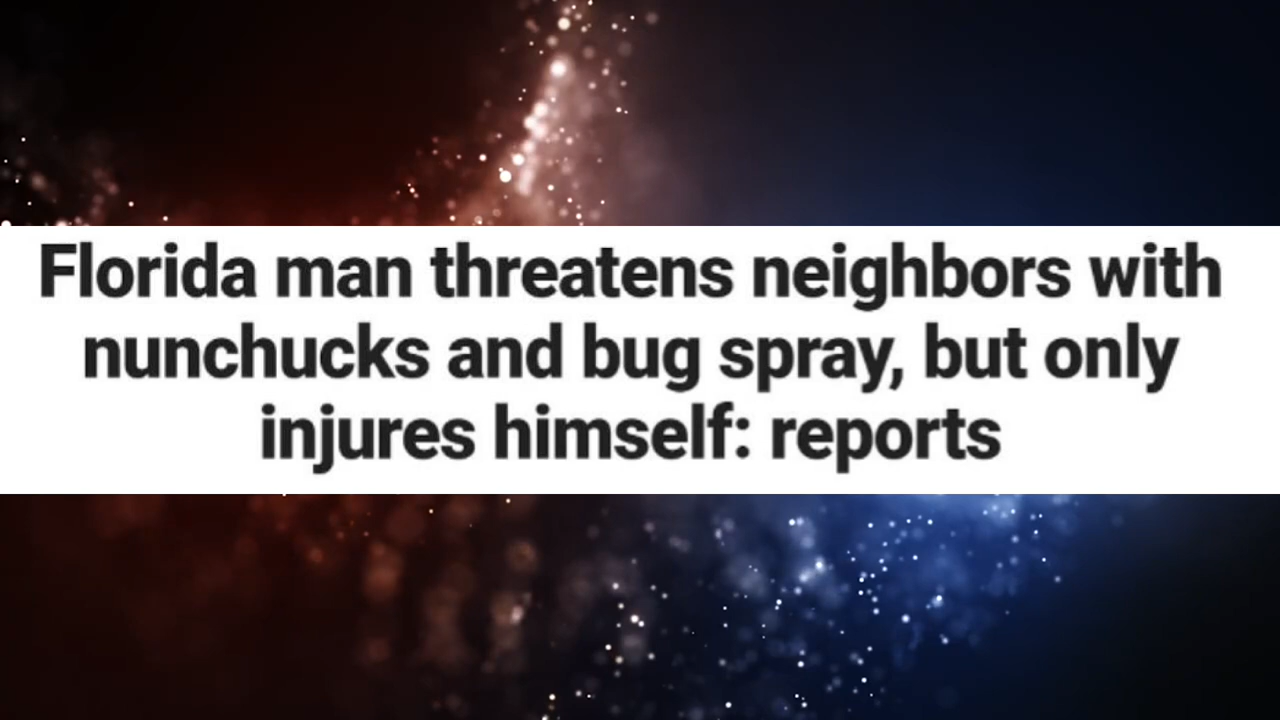 Florida man threatens neighbors with
nunchucks and bug spray, but only
injures himself: reports